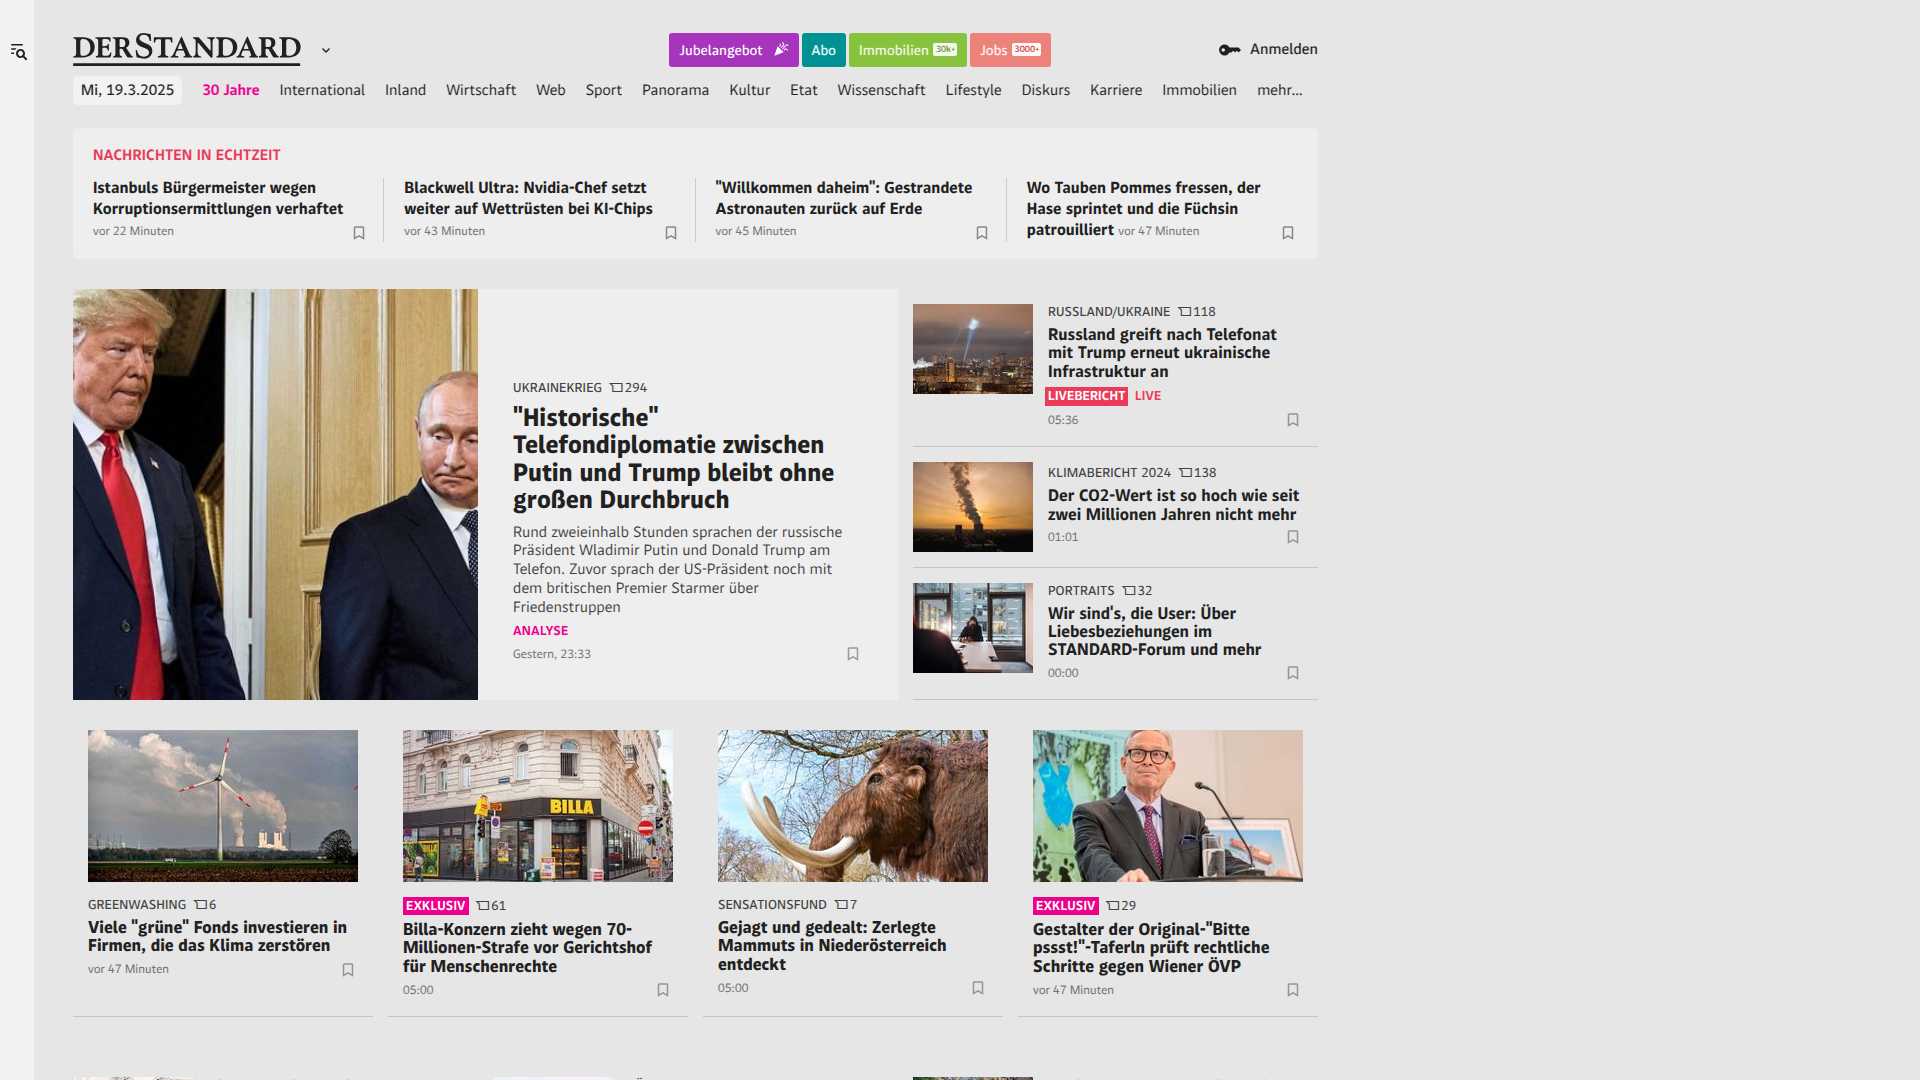 DERSTANDARD
Jubelangebot
Abo
Immobilien 30k+
Jobs 3000+
Anmelden
Mi, 19.3.2025
30 Jahre
International
Inland
Wirtschaft
Web
Sport
Panorama
Kultur
Etat
Wissenschaft
Lifestyle
Diskurs
Karriere
Immobilien
mehr...
NACHRICHTEN IN ECHTZEIT
Istanbuls Bürgermeister wegen
Korruptionsermittlungen verhaftet
vor 22 Minuten
Blackwell Ultra: Nvidia-Chef setzt
weiter auf Wettrüsten bei KI-Chips
vor 43 Minuten
"Willkommen daheim": Gestrandete
Astronauten zurück auf Erde
vor 45 Minuten
Wo Tauben Pommes fressen, der
Hase sprintet und die Füchsin
patrouilliert vor 47 Minuten
UKRAINEKRIEG 294
"Historische"
Telefondiplomatie zwischen
Putin und Trump bleibt ohne
großen Durchbruch
Rund zweieinhalb Stunden sprachen der russische
Präsident Wladimir Putin und Donald Trump am
Telefon. Zuvor sprach der US-Präsident noch mit
dem britischen Premier Starmer über
Friedenstruppen
ANALYSE
Gestern, 23:33
RUSSLAND/UKRAINE 118
Russland greift nach Telefonat
mit Trump erneut ukrainische
Infrastruktur an
LIVEBERICHT LIVE
05:36
KLIMABERICHT 2024 138
Der CO2-Wert ist so hoch wie seit
zwei Millionen Jahren nicht mehr
01:01
PORTRAITS 32
Wir sind's, die User: Über
Liebesbeziehungen im
STANDARD-Forum und mehr
00:00
GREENWASHING 6
Viele "grüne" Fonds investieren in
Firmen, die das Klima zerstören
vor 47 Minuten
BILLA
EXKLUSIV 61
Billa-Konzern zieht wegen 70-
Millionen-Strafe vor Gerichtshof
für Menschenrechte
05:00
SENSATIONSFUND 7
Gejagt und gedealt: Zerlegte
Mammuts in Niederösterreich
entdeckt
05:00
EXKLUSIV 29
Gestalter der Original-"Bitte
pssst!"-Taferln prüft rechtliche
Schritte gegen Wiener ÖVP
vor 47 Minuten